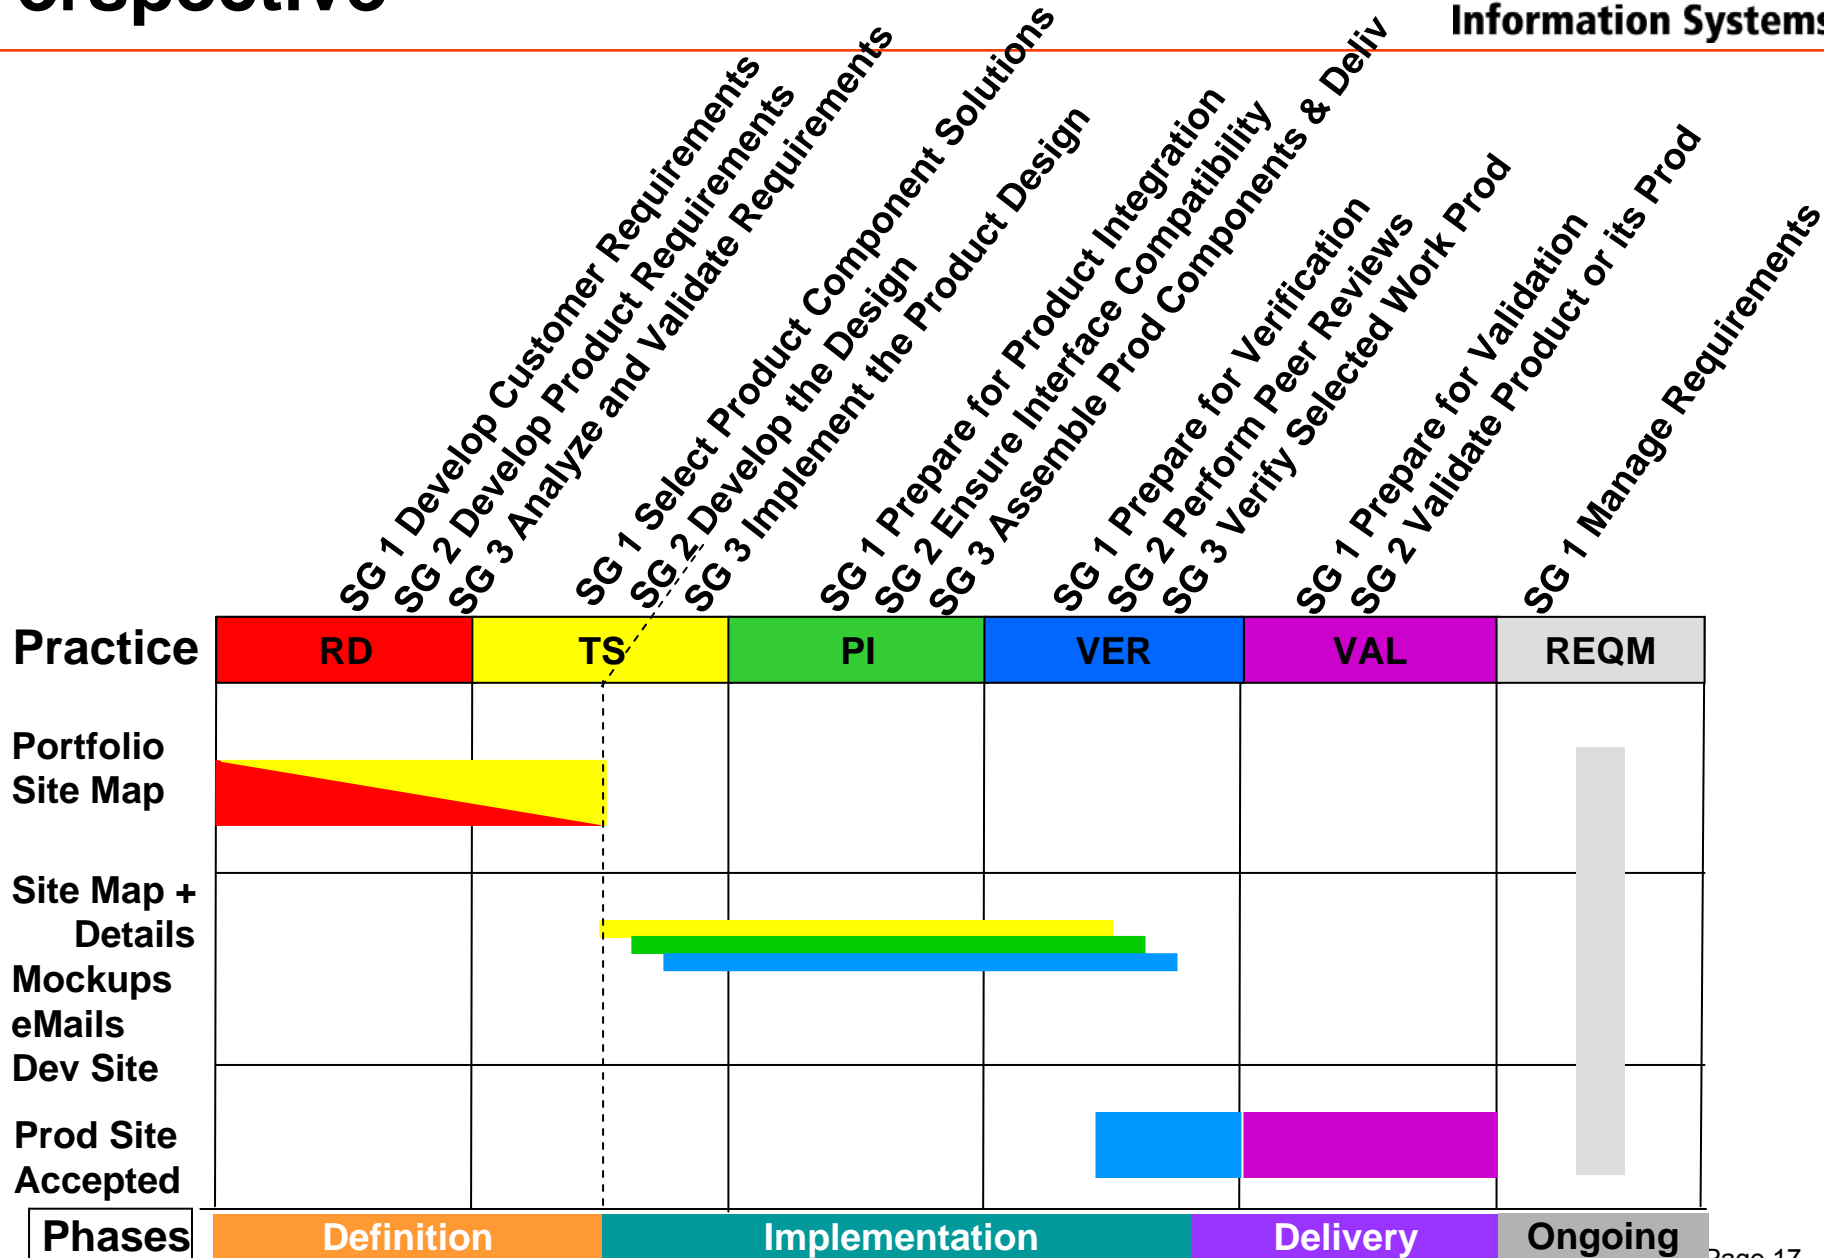 erspective
Information Systems
SG 1 Develop Customer Requirements
SG 2 Develop Product Requirements
SG 3 Analyze and Validate Requirements
SG 1 Select Product Component Solutions
SG 2 Develop the Design
SG 3 Implement the Product Design
SG 1 Prepare for Product Integration
SG 2 Ensure Interface Compatibility
SG 3 Assemble Prod Components & Deliv
SG 1 Prepare for Verification
SG 2 Perform Peer Reviews
SG 3 Verify Selected Work Prod
SG 1 Prepare for Validation
SG 2 Validate Product or its Prod
SG 1 Manage Requirements
Practice RD TS PI VER VAL REQM
Portfolio
Site Map
Site Map +
Details
Mockups
eMails
Dev Site
Prod Site
Accepted
Phases Definition Implementation Delivery Ongoing
Page 17